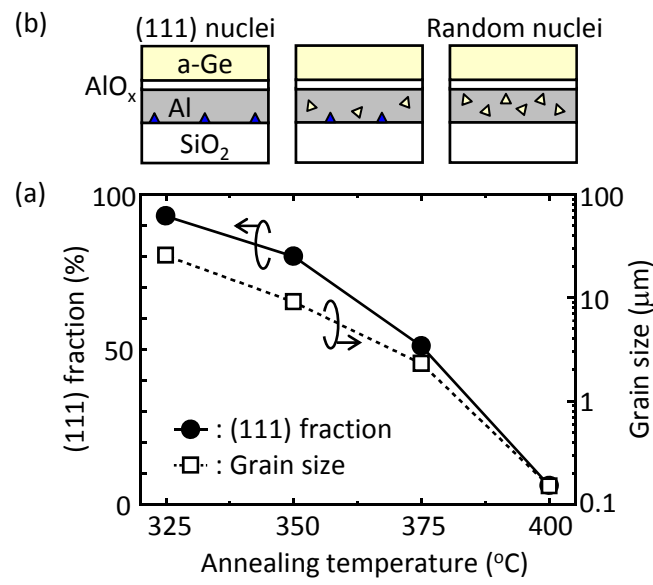 (b) (111) nuclei Random nuclei
a-Ge
AlOx
Al
SiO2
(a)
100 100
(111) fraction (%)
Grain size (μm)
10
50
1
: (111) fraction
: Grain size
0 0.1
325 350 375 400
Annealing temperature (oC)